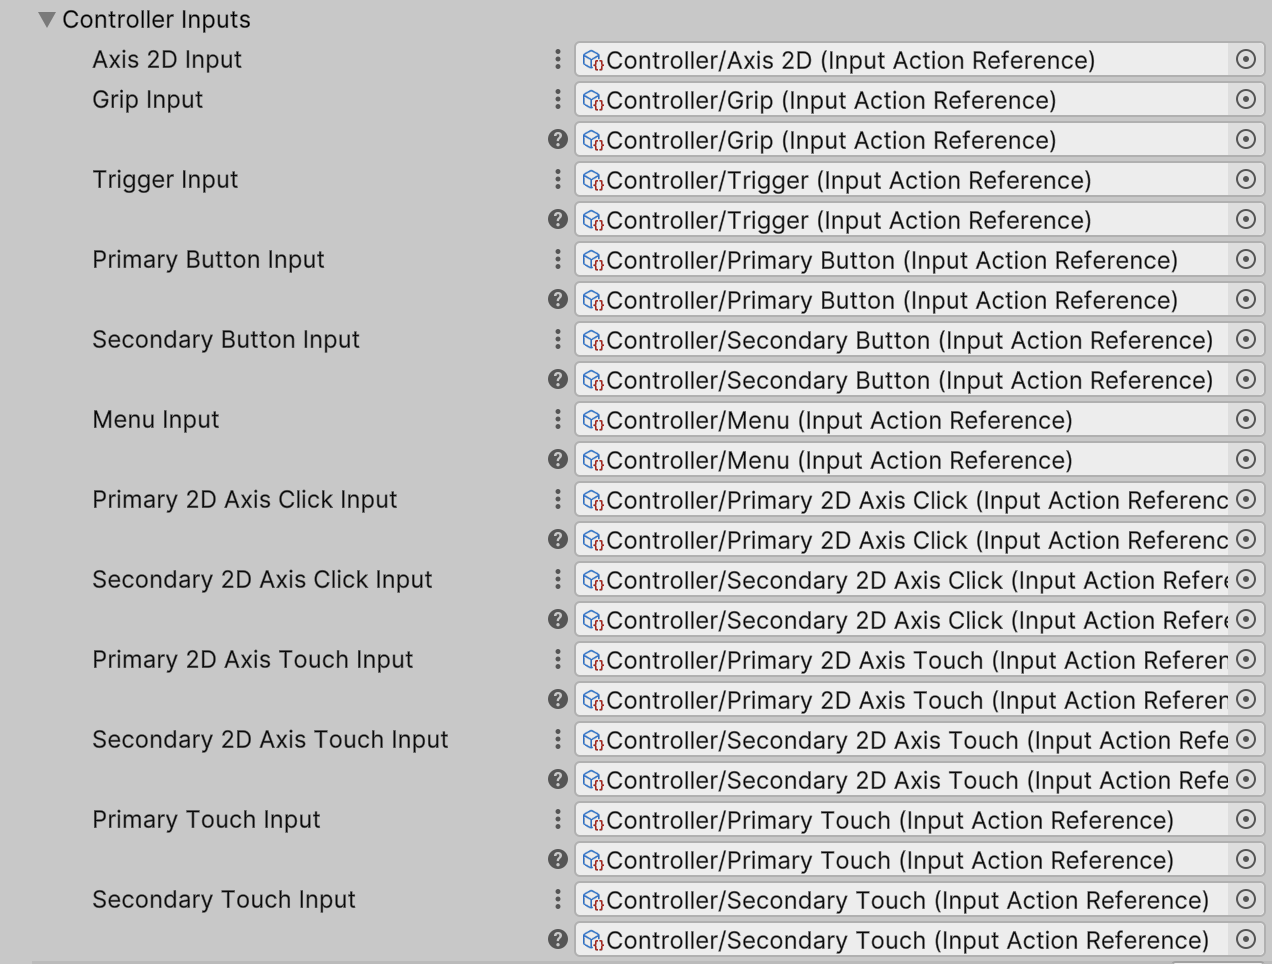 Controller Inputs
Axis 2D Input Controller/Axis 2D (Input Action Reference)
Grip Input Controller/Grip (Input Action Reference)
Controller/Grip (Input Action Reference)
Trigger Input Controller/Trigger (Input Action Reference)
Controller/Trigger (Input Action Reference)
Primary Button Input Controller/Primary Button (Input Action Reference)
Controller/Primary Button (Input Action Reference)
Secondary Button Input Controller/Secondary Button (Input Action Reference)
Controller/Secondary Button (Input Action Reference)
Menu Input Controller/Menu (Input Action Reference)
Controller/Menu (Input Action Reference)
Primary 2D Axis Click Input Controller/Primary 2D Axis Click (Input Action Referenc
Controller/Primary 2D Axis Click (Input Action Referenc
Secondary 2D Axis Click Input Controller/Secondary 2D Axis Click (Input Action Refere
Controller/Secondary 2D Axis Click (Input Action Refere
Primary 2D Axis Touch Input Controller/Primary 2D Axis Touch (Input Action Referen
Controller/Primary 2D Axis Touch (Input Action Referen
Secondary 2D Axis Touch Input Controller/Secondary 2D Axis Touch (Input Action Refe
Controller/Secondary 2D Axis Touch (Input Action Refe
Primary Touch Input Controller/Primary Touch (Input Action Reference)
Controller/Primary Touch (Input Action Reference)
Secondary Touch Input Controller/Secondary Touch (Input Action Reference)
Controller/Secondary Touch (Input Action Reference)